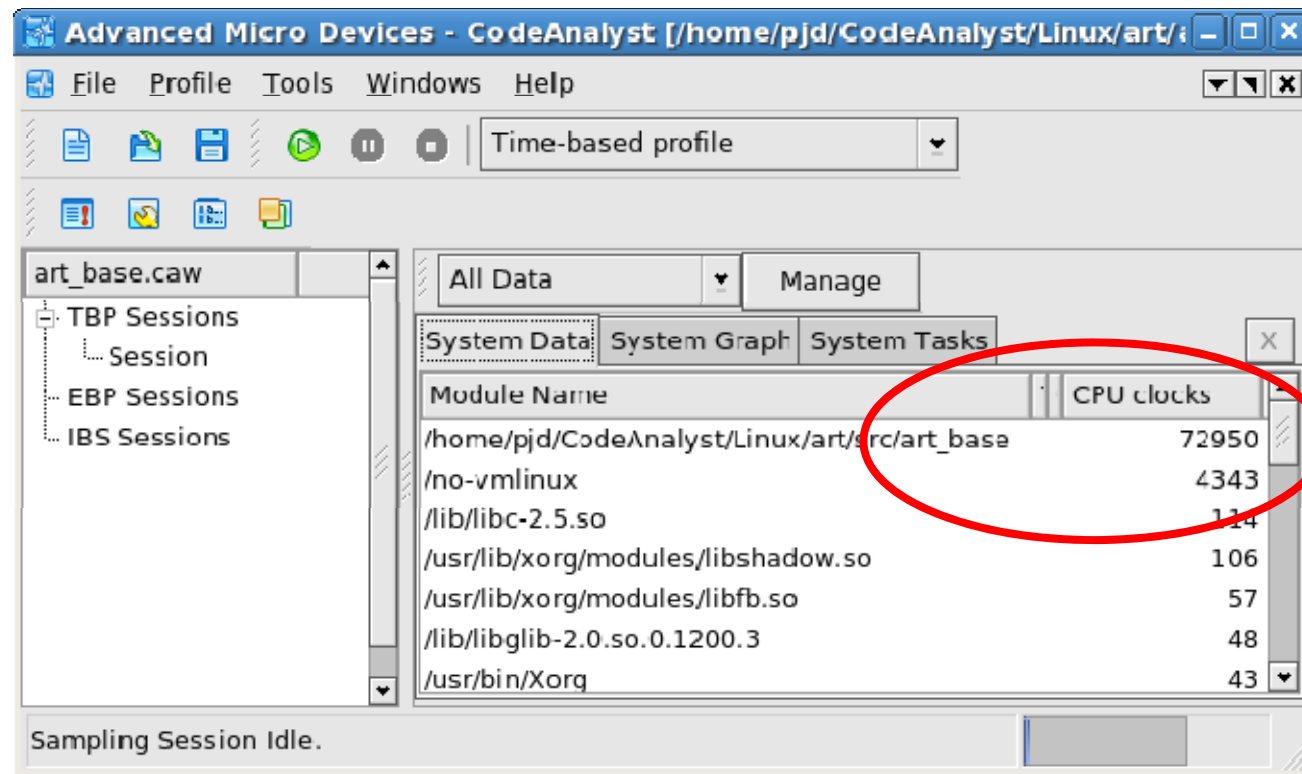 Advanced Micro Devices - CodeAnalyst [/home/pjd/CodeAnalyst/Linux/art/
File Profile Tools Windows Help
Time-based profile
art_base.caw
TBP Sessions
Session
EBP Sessions
IBS Sessions
All Data Manage
System Data System Graph System Tasks
Module Name CPU clocks
/home/pjd/CodeAnalyst/Linux/art/src/art_base 72950
/no-vmlinux 4343
/lib/libc-2.5.so 114
/usr/lib/xorg/modules/libshadow.so 106
/usr/lib/xorg/modules/libfb.so 57
/lib/libglib-2.0.so.0.1200.3 48
/usr/bin/Xorg 43
Sampling Session Idle.